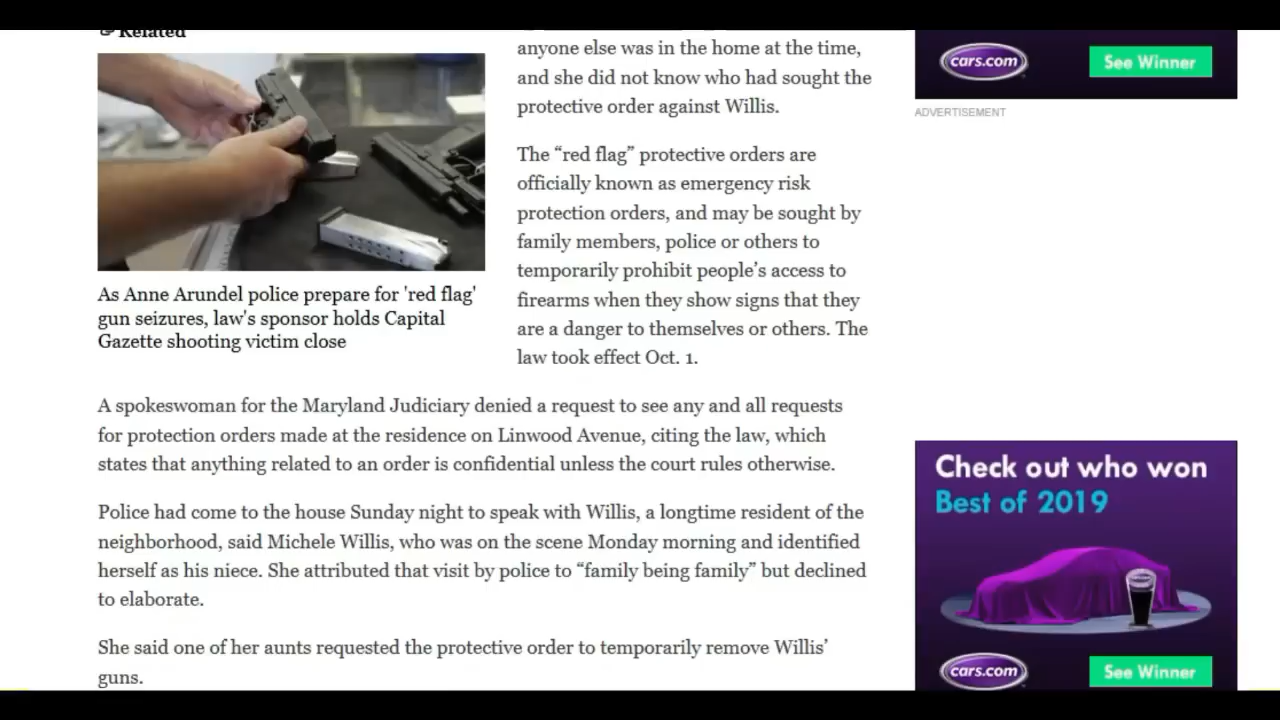 Related
As Anne Arundel police prepare for 'red flag'
gun seizures, law's sponsor holds Capital
Gazette shooting victim close
anyone else was in the home at the time,
and she did not know who had sought the
protective order against Willis.
The “red flag” protective orders are
officially known as emergency risk
protection orders, and may be sought by
family members, police or others to
temporarily prohibit people’s access to
firearms when they show signs that they
are a danger to themselves or others. The
law took effect Oct. 1.
A spokeswoman for the Maryland Judiciary denied a request to see any and all requests
for protection orders made at the residence on Linwood Avenue, citing the law, which
states that anything related to an order is confidential unless the court rules otherwise.
Police had come to the house Sunday night to speak with Willis, a longtime resident of the
neighborhood, said Michele Willis, who was on the scene Monday morning and identified
herself as his niece. She attributed that visit by police to “family being family” but declined
to elaborate.
She said one of her aunts requested the protective order to temporarily remove Willis’
guns.
cars.com
See Winner
ADVERTISEMENT
Check out who won
Best of 2019
cars.com
See Winner